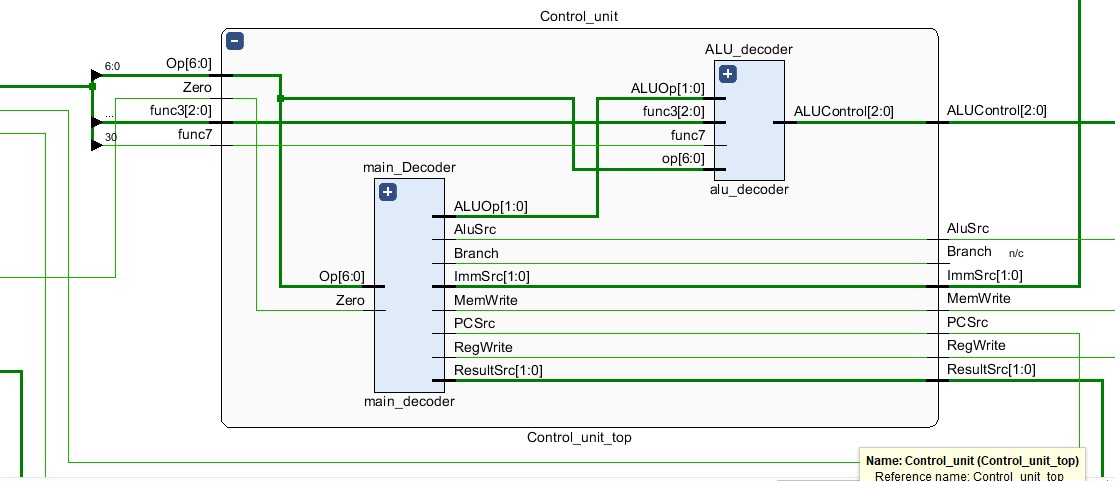 Control_unit
ALU_decoder
6:0
Op[6:0]
Zero
ALUOp[1:0]
...
func3[2:0]
func3[2:0]
ALUControl[2:0]
ALUControl[2:0]
30
func7
func7
op[6:0]
main_Decoder
alu_decoder
ALUOp[1:0]
AluSrc
AluSrc
Branch
Branch n/c
Op[6:0]
ImmSrc[1:0]
ImmSrc[1:0]
Zero
MemWrite
MemWrite
PCSrc
PCSrc
RegWrite
RegWrite
ResultSrc[1:0]
ResultSrc[1:0]
main_decoder
Control_unit_top
Name: Control_unit (Control_unit_top)
Reference name: Control_unit_top